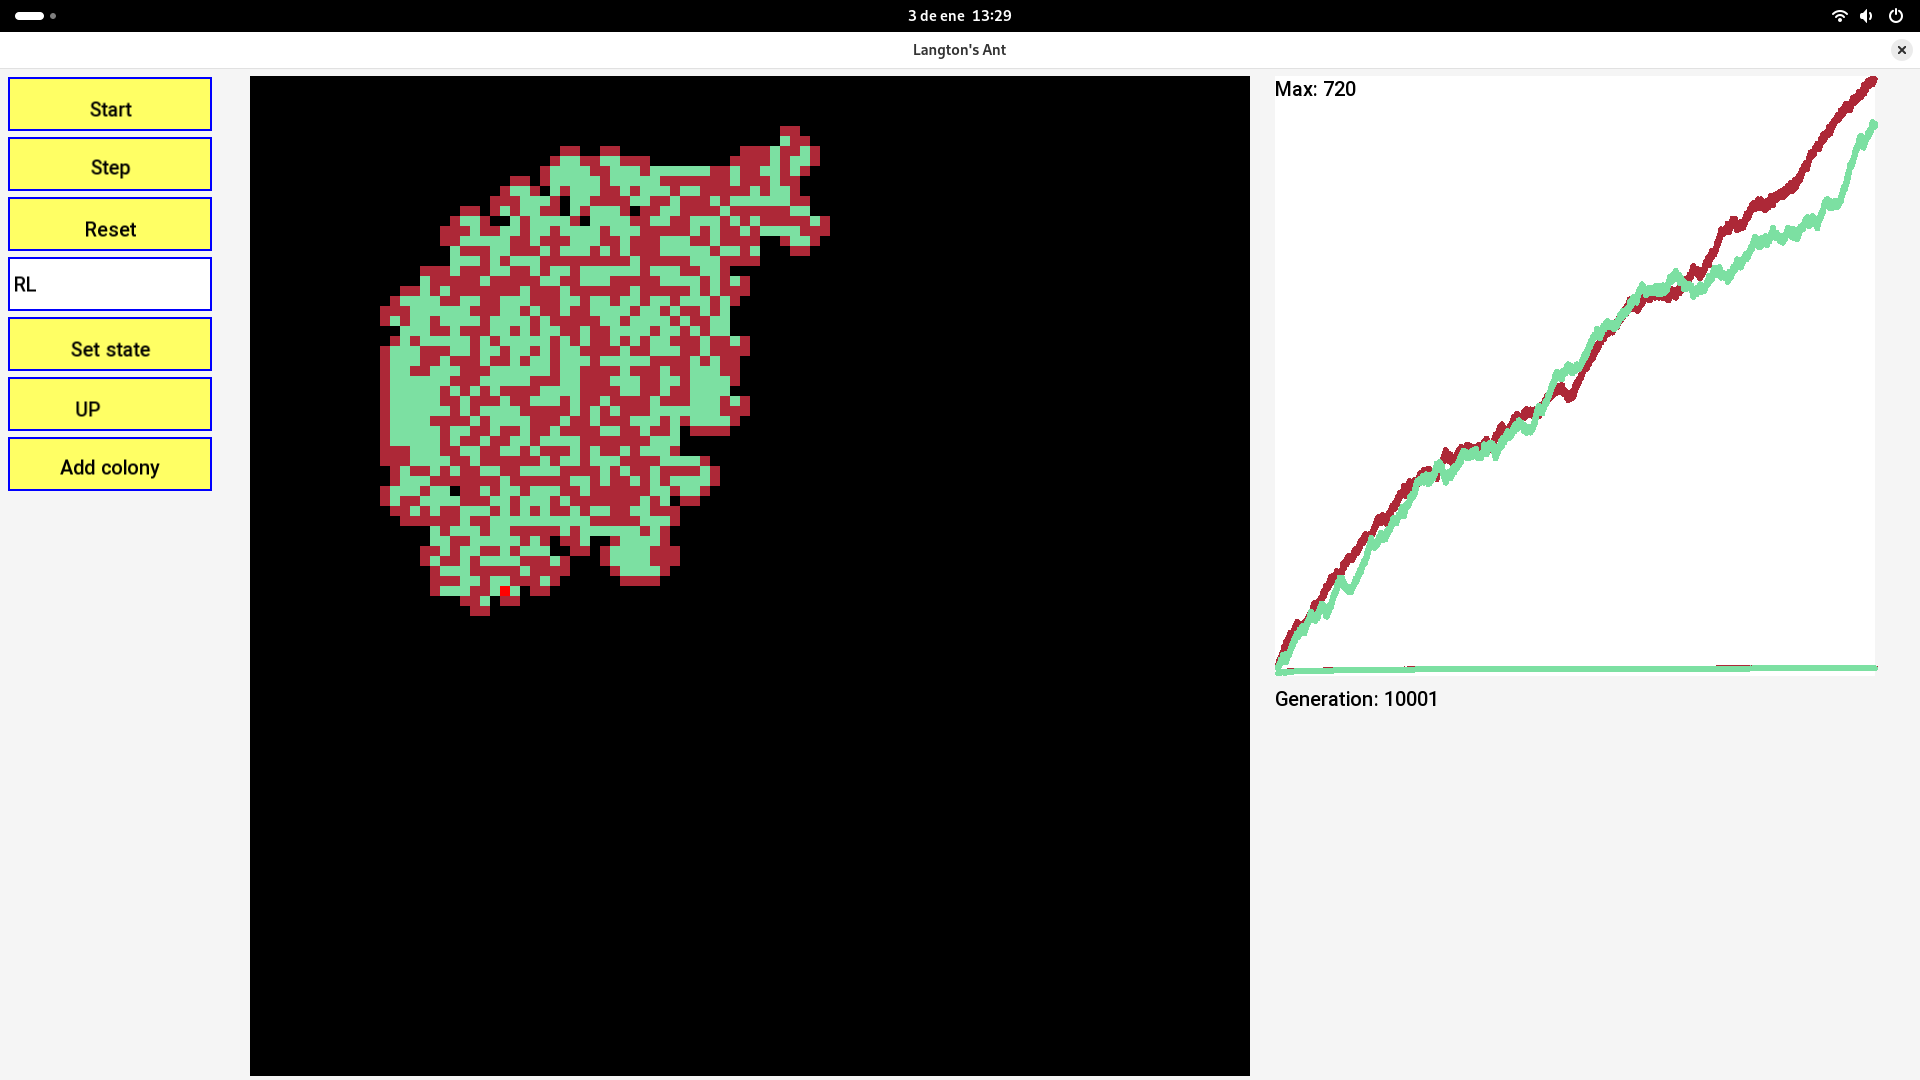 3 de ene 13:29
Langton's Ant
Start
Step
Reset
RL
Set state
UP
Add colony
Max: 720
Generation: 10001